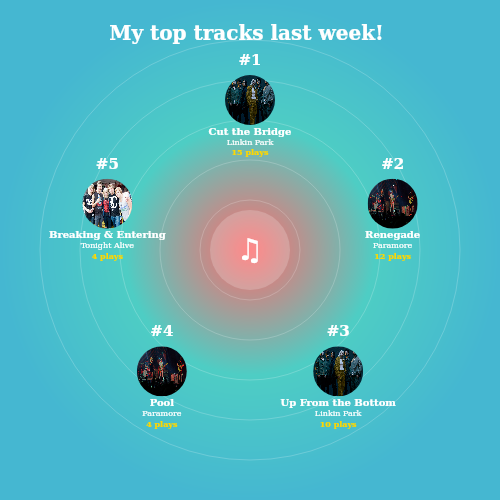 My top tracks last week!
#1
Cut the Bridge
Linkin Park
15 plays
#2
Renegade
Paramore
12 plays
#3
Up From the Bottom
Linkin Park
10 plays
#4
Pool
Paramore
4 plays
#5
Breaking & Entering
Tonight Alive
4 plays